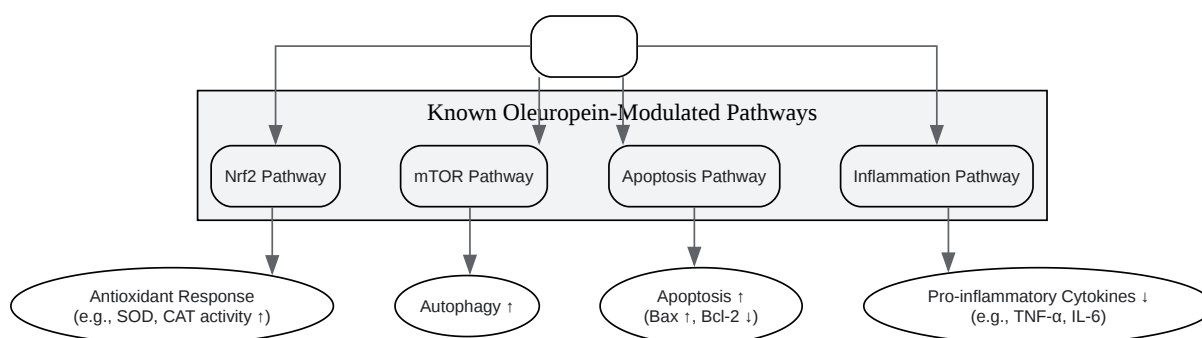 Known Oleuropein-Modulated Pathways
Nrf2 Pathway
mTOR Pathway
Apoptosis Pathway
Inflammation Pathway
Antioxidant Response
(e.g., SOD, CAT activity ↑)
Autophagy ↑
Apoptosis ↑
(Bax ↑, Bcl-2 ↓)
Pro-inflammatory Cytokines ↓
(e.g., TNF-α, IL-6)